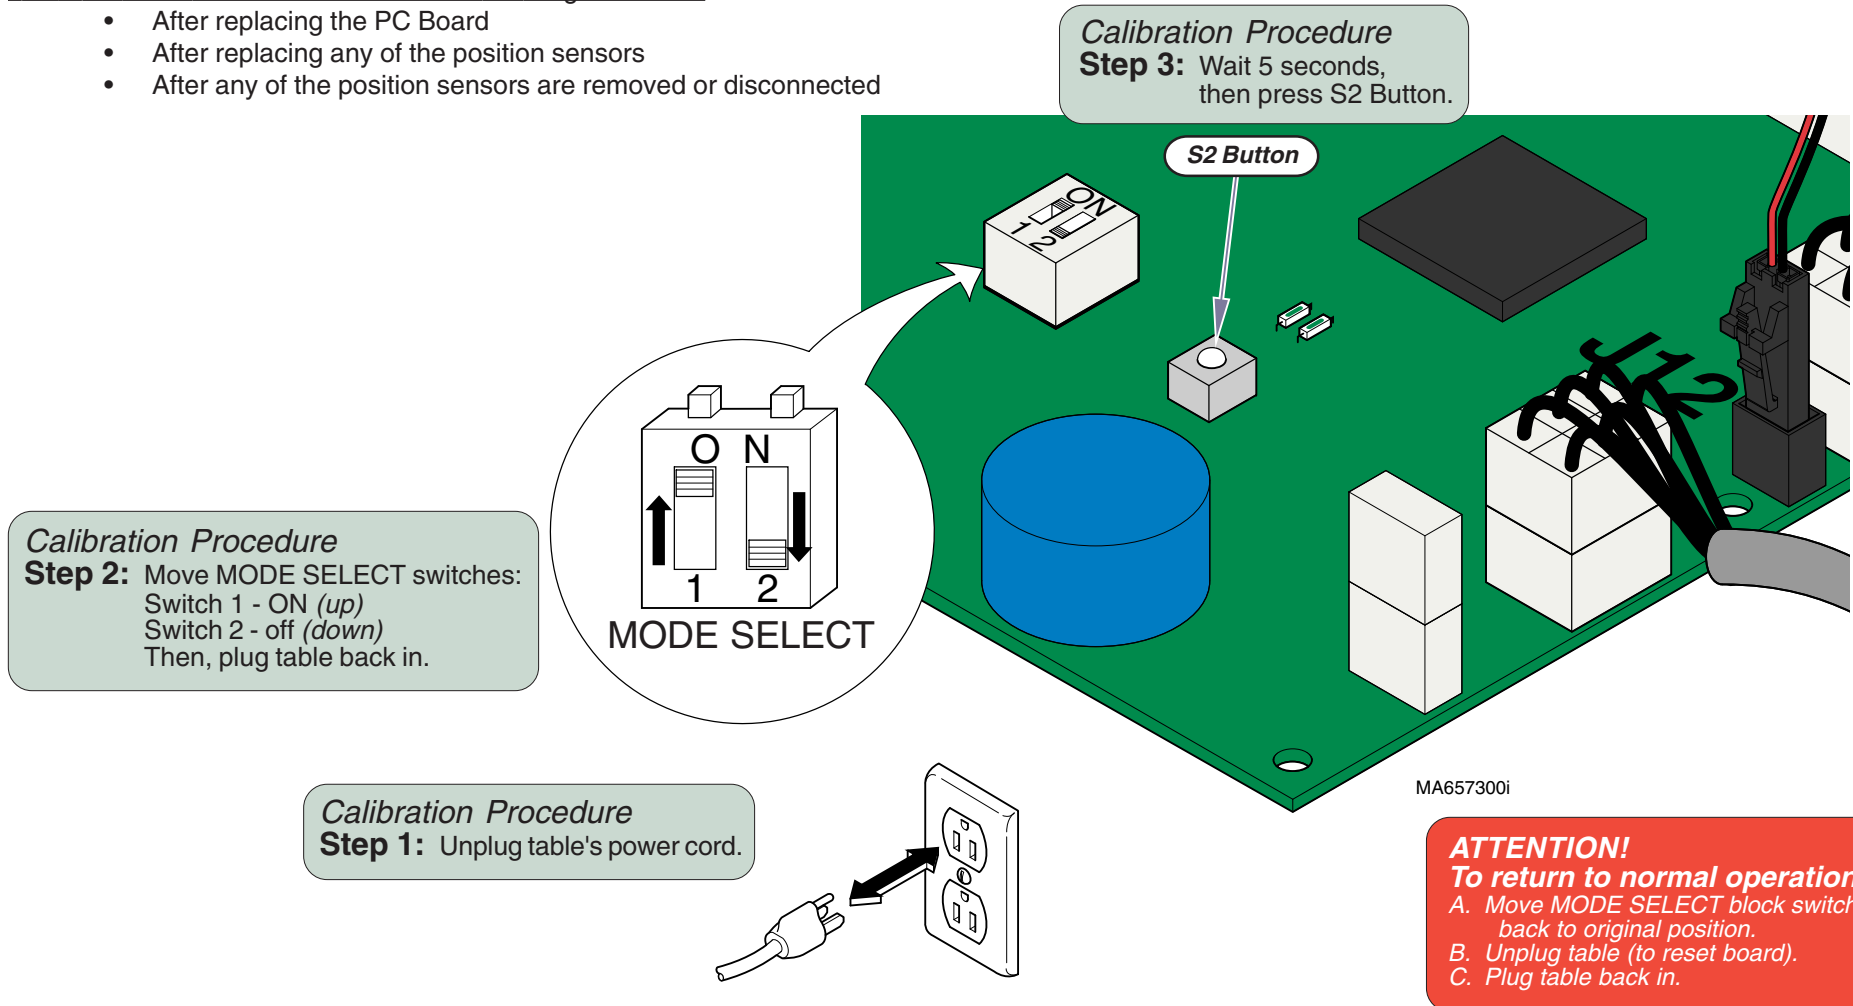 • After replacing the PC Board
• After replacing any of the position sensors
• After any of the position sensors are removed or disconnected
Calibration Procedure
Step 3: Wait 5 seconds,
then press S2 Button.
S2 Button
ON
1 2
J12
O N
1 2
MODE SELECT
Calibration Procedure
Step 2: Move MODE SELECT switches:
Switch 1 - ON (up)
Switch 2 - off (down)
Then, plug table back in.
Calibration Procedure
Step 1: Unplug table's power cord.
MA657300i
ATTENTION!
To return to normal operation
A. Move MODE SELECT block switch
back to original position.
B. Unplug table (to reset board).
C. Plug table back in.